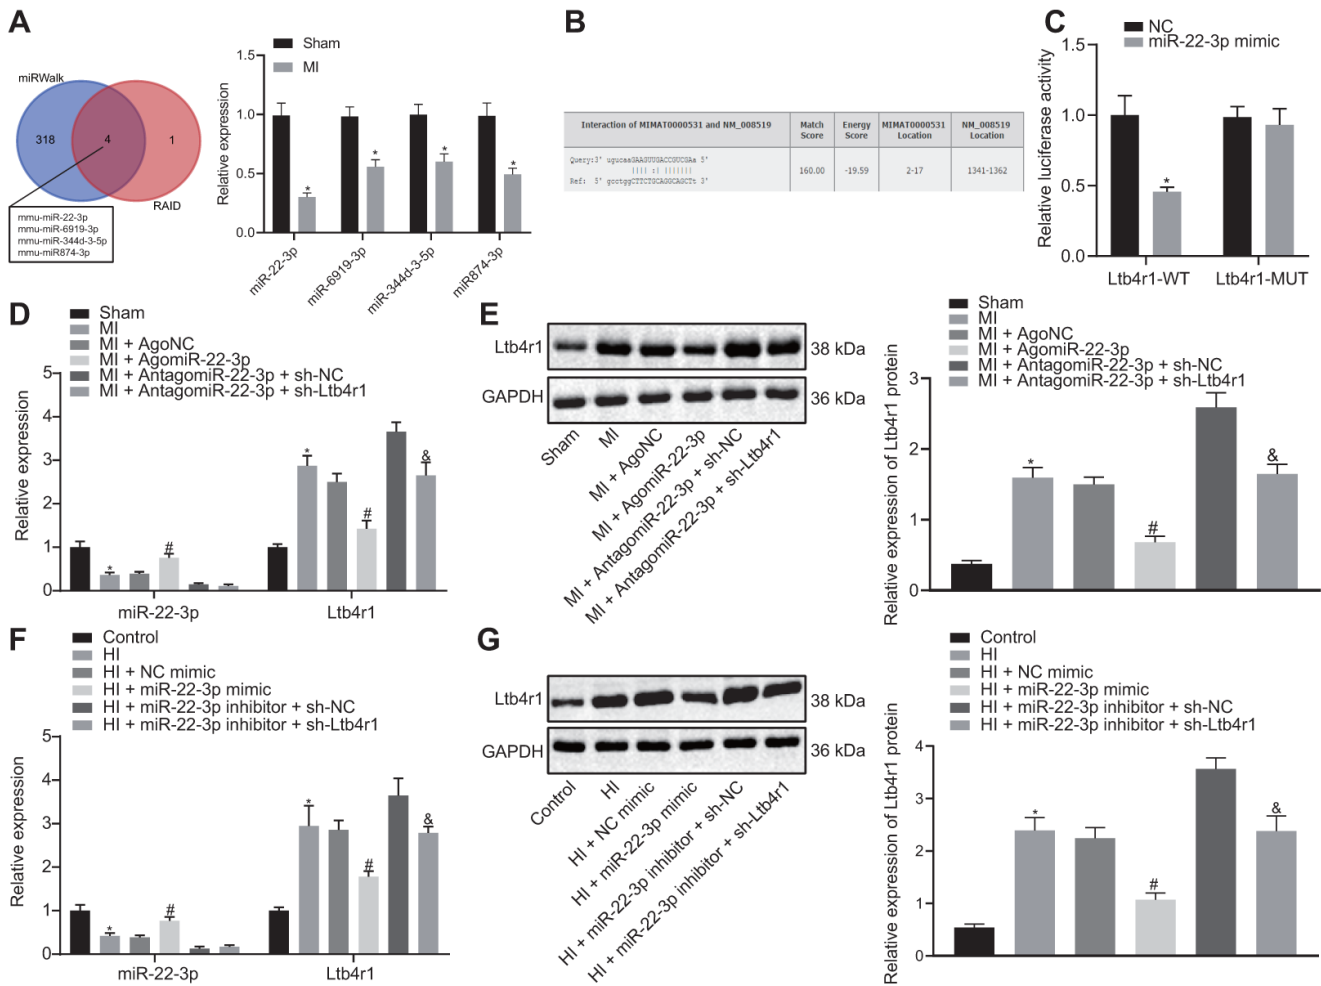 A
miRWalk
318
4
1
RAID
mmu-miR-22-3p
mmu-miR-6919-3p
mmu-miR-344d-3-5p
mmu-miR874-3p
Sham
MI
Relative expression
1.5
1.0
0.5
0.0
*
*
*
*
miR-22-3p
miR-6919-3p
miR-344d-3-5p
miR874-3p
B
Interaction of MIMAT0000531 and NM_008519
Match Score
Energy Score
MIMAT0000531 Location
NM_008519 Location
Query:3' ugucaaGAAGUUGACCGUCGAa 5'
|||| :| |||||||
Ref: 5' gcctggCTTCTGCAGGCAGCTt 3'
160.00
-19.59
2-17
1341-1362
C
NC
miR-22-3p mimic
Relative luciferase activity
1.5
1.0
0.5
0.0
*
Ltb4r1-WT
Ltb4r1-MUT
D
Sham
MI
MI + AgoNC
MI + AgomiR-22-3p
MI + AntagomiR-22-3p + sh-NC
MI + AntagomiR-22-3p + sh-Ltb4r1
Relative expression
5
4
3
2
1
0
*
#
*
#
&
miR-22-3p
Ltb4r1
E
Ltb4r1
38 kDa
GAPDH
36 kDa
Sham
MI
MI + AgoNC
MI + AgomiR-22-3p
MI + AntagomiR-22-3p + sh-NC
MI + AntagomiR-22-3p + sh-Ltb4r1
Sham
MI
MI + AgoNC
MI + AgomiR-22-3p
MI + AntagomiR-22-3p + sh-NC
MI + AntagomiR-22-3p + sh-Ltb4r1
Relative expression of Ltb4r1 protein
3
2
1
0
*
#
&
F
Control
HI
HI + NC mimic
HI + miR-22-3p mimic
HI + miR-22-3p inhibitor + sh-NC
HI + miR-22-3p inhibitor + sh-Ltb4r1
Relative expression
5
4
3
2
1
0
*
#
*
#
&
miR-22-3p
Ltb4r1
G
Ltb4r1
38 kDa
GAPDH
36 kDa
Control
HI
HI + NC mimic
HI + miR-22-3p mimic
HI + miR-22-3p inhibitor + sh-NC
HI + miR-22-3p inhibitor + sh-Ltb4r1
Control
HI
HI + NC mimic
HI + miR-22-3p mimic
HI + miR-22-3p inhibitor + sh-NC
HI + miR-22-3p inhibitor + sh-Ltb4r1
Relative expression of Ltb4r1 protein
4
3
2
1
0
*
#
&